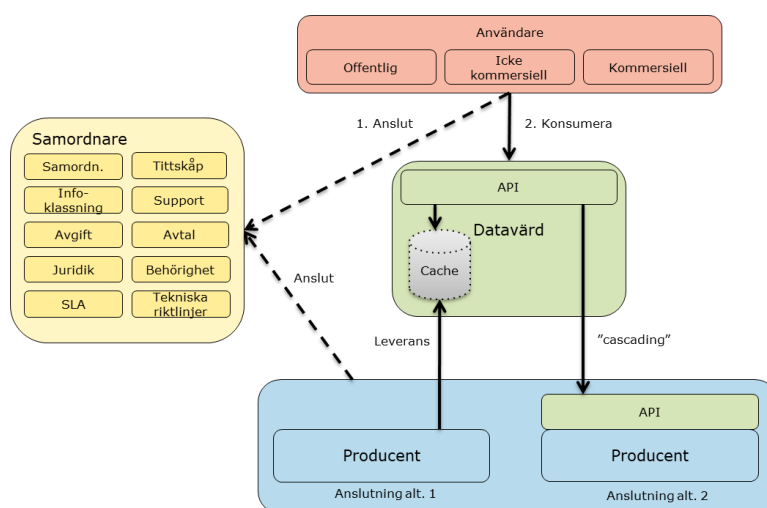 Användare
Offentlig
Icke
kommersiell
Kommersiell
1. Anslut
2. Konsumera
Samordnare
Samordn.
Tittskåp
Info-
klassning
Support
Avgift
Avtal
Juridik
Behörighet
SLA
Tekniska
riktlinjer
API
Datavärd
Cache
Anslut
Leverans
”cascading”
API
Producent
Producent
Anslutning alt. 1
Anslutning alt. 2